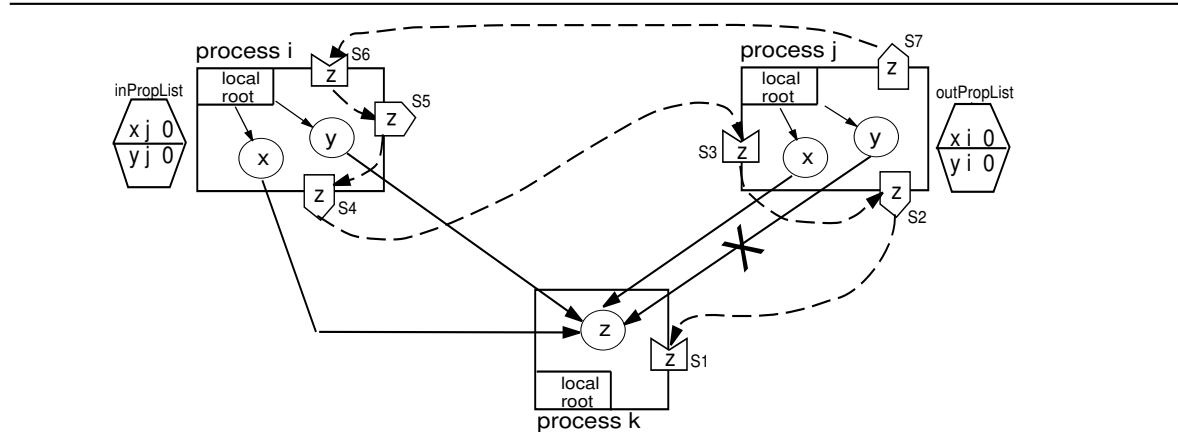 process i
S6
z
local
root
inPropList
x j 0
y j 0
z
S5
y
x
z
S4
process j
S7
z
local
root
outPropList
x i 0
y i 0
S3
z
x
y
z
S2
X
z
z
S1
local
root
process k